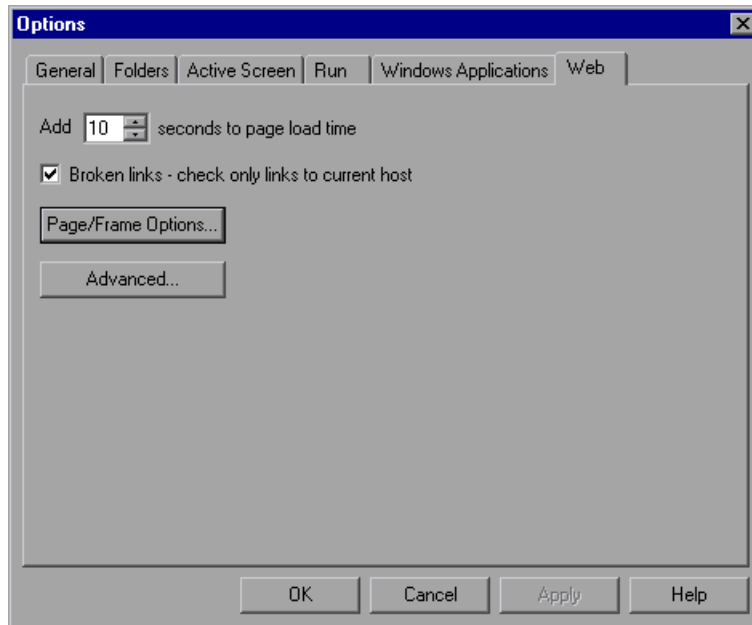 Options
General Folders Active Screen Run Windows Applications Web
Add 10 seconds to page load time
Broken links - check only links to current host
Page/Frame Options...
Advanced...
OK Cancel Apply Help